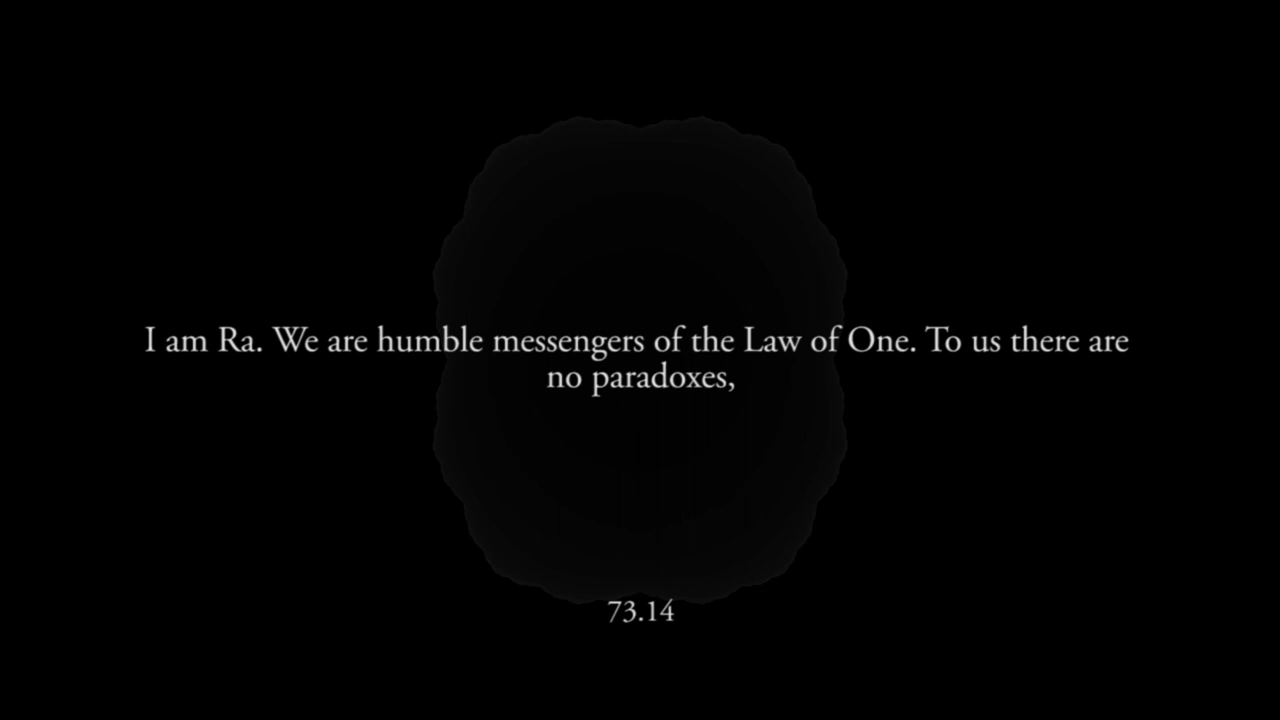 I am Ra. We are humble messengers of the Law of One. To us there are
no paradoxes,
73.14